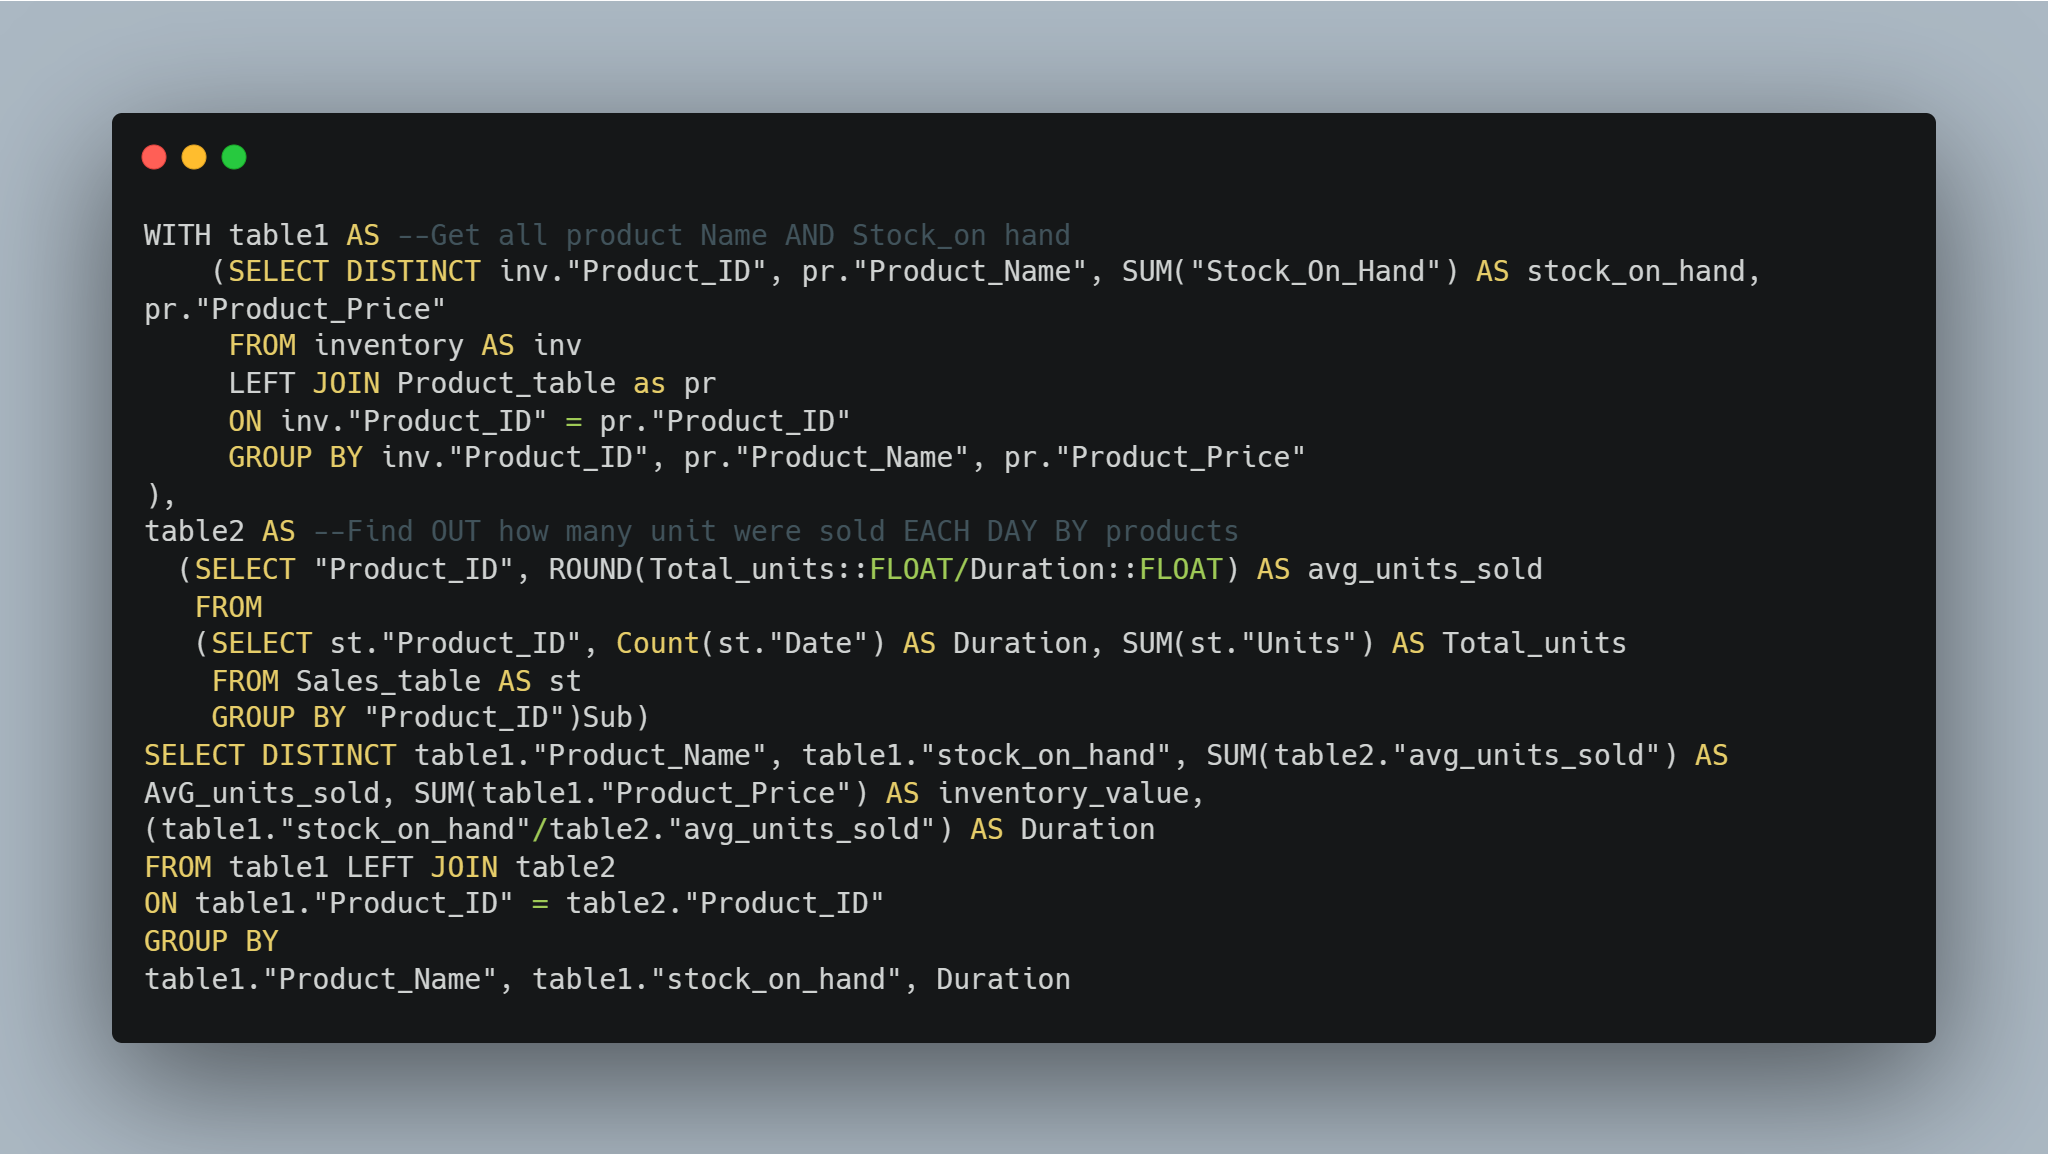 WITH table1 AS --Get all product Name AND Stock_on hand
    (SELECT DISTINCT inv."Product_ID", pr."Product_Name", SUM("Stock_On_Hand") AS stock_on_hand,
pr."Product_Price"
     FROM inventory AS inv
     LEFT JOIN Product_table as pr
     ON inv."Product_ID" = pr."Product_ID"
     GROUP BY inv."Product_ID", pr."Product_Name", pr."Product_Price"
),
table2 AS --Find OUT how many unit were sold EACH DAY BY products
  (SELECT "Product_ID", ROUND(Total_units::FLOAT/Duration::FLOAT) AS avg_units_sold
   FROM
   (SELECT st."Product_ID", Count(st."Date") AS Duration, SUM(st."Units") AS Total_units
    FROM Sales_table AS st
    GROUP BY "Product_ID")Sub)
SELECT DISTINCT table1."Product_Name", table1."stock_on_hand", SUM(table2."avg_units_sold") AS
AvG_units_sold, SUM(table1."Product_Price") AS inventory_value,
(table1."stock_on_hand"/table2."avg_units_sold") AS Duration
FROM table1 LEFT JOIN table2
ON table1."Product_ID" = table2."Product_ID"
GROUP BY
table1."Product_Name", table1."stock_on_hand", Duration